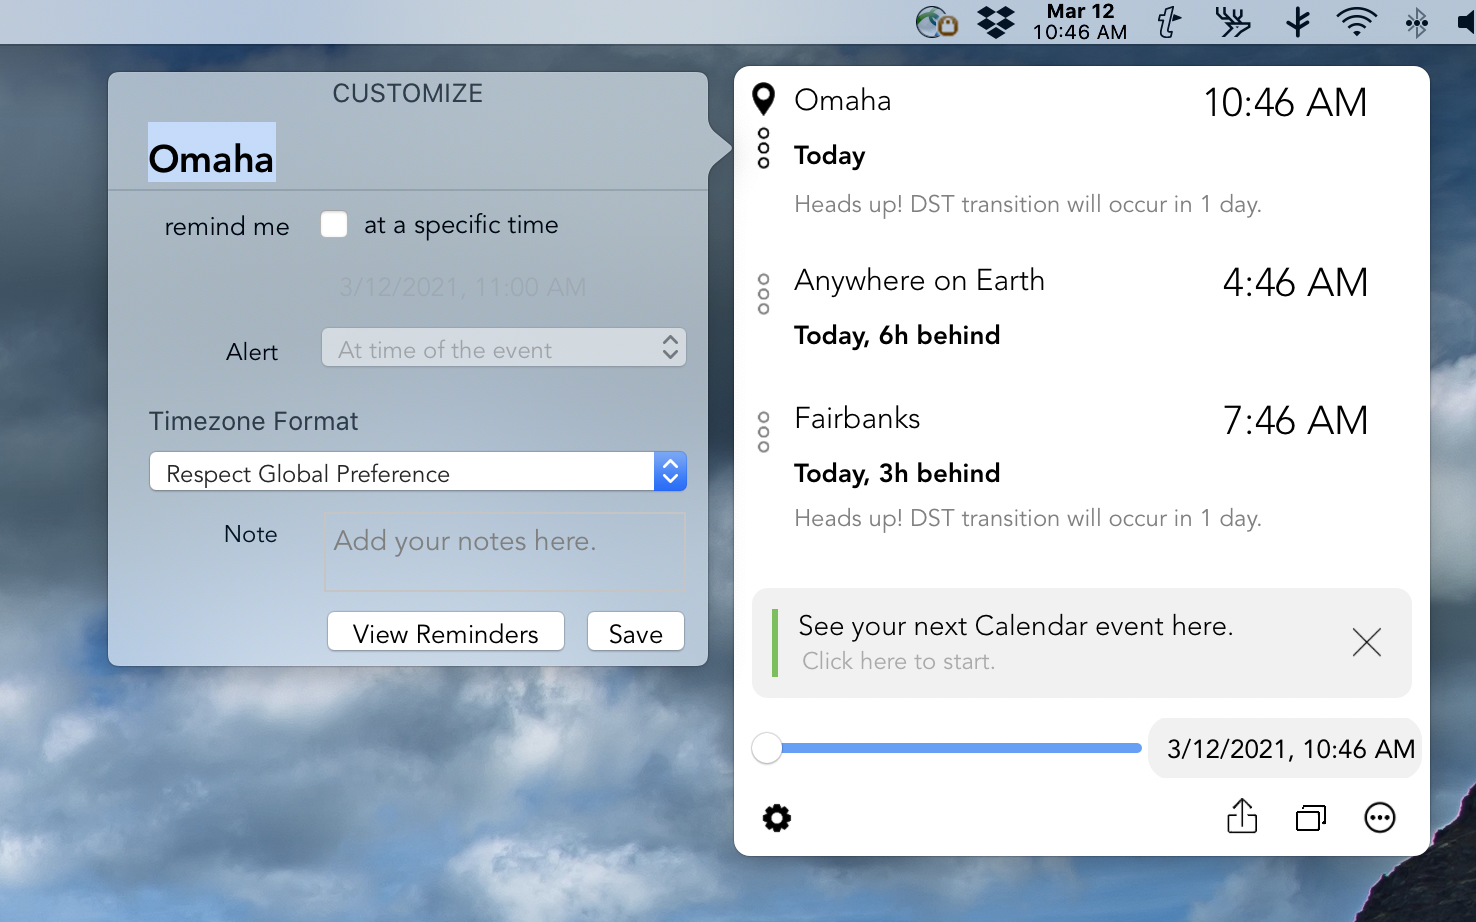 Mar 12
10:46 AM
CUSTOMIZE
Omaha
remind me at a specific time
3/12/2021, 11:00 AM
Alert At time of the event
Timezone Format
Respect Global Preference
Note Add your notes here.
View Reminders Save
Omaha 10:46 AM
Today
Heads up! DST transition will occur in 1 day.
Anywhere on Earth 4:46 AM
Today, 6h behind
Fairbanks 7:46 AM
Today, 3h behind
Heads up! DST transition will occur in 1 day.
See your next Calendar event here.
Click here to start.
3/12/2021, 10:46 AM